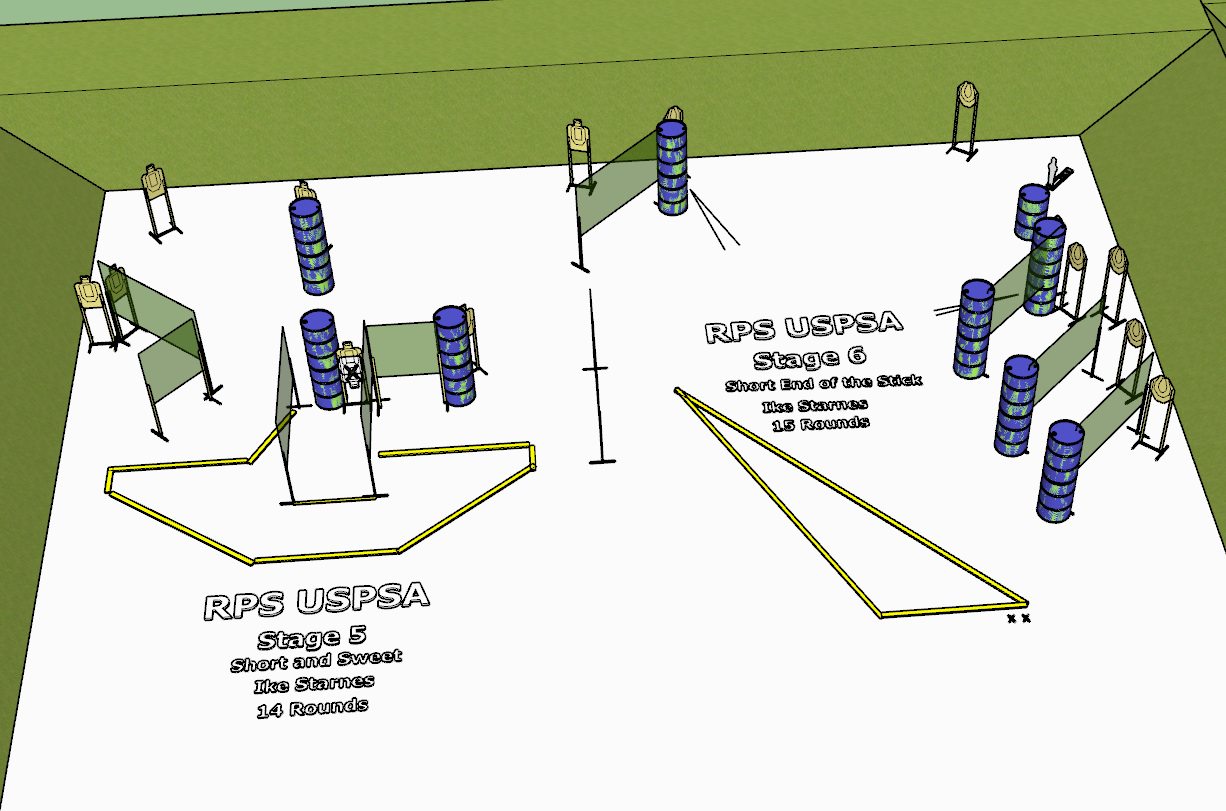 RPS USPSA
Stage 6
Short End of the Stick
Ike Starnes
15 Rounds
RPS USPSA
Stage 5
Short and Sweet
Ike Starnes
14 Rounds
X X